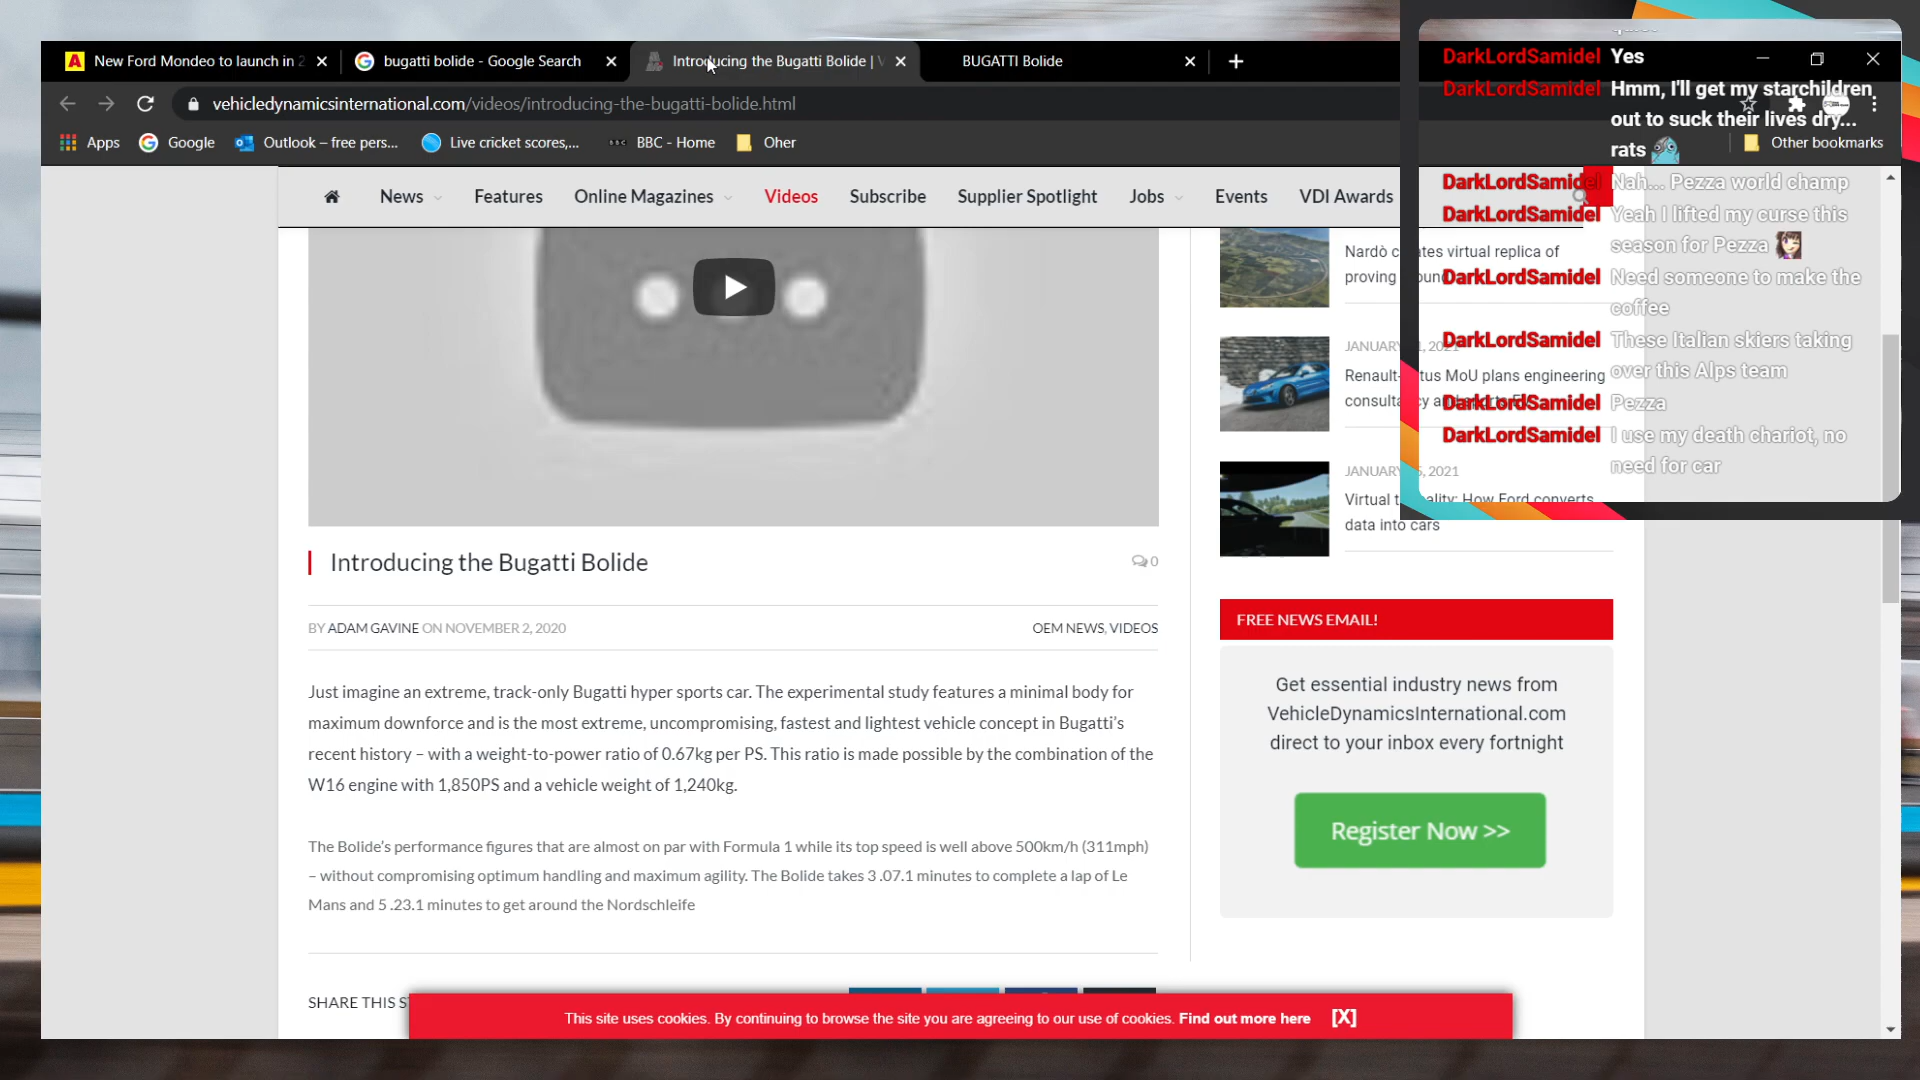 New Ford Mondeo to launch in 2
bugatti bolide - Google Search
Introducing the Bugatti Bolide | V
BUGATTI Bolide
vehicledynamicsinternational.com/videos/introducing-the-bugatti-bolide.html
Apps
Google
Outlook – free pers...
Live cricket scores,...
BBC - Home
Oher
Other bookmarks
News
Features
Online Magazines
Videos
Subscribe
Supplier Spotlight
Jobs
Events
VDI Awards
Introducing the Bugatti Bolide
0
BY ADAM GAVINE ON NOVEMBER 2, 2020
OEM NEWS, VIDEOS
Just imagine an extreme, track-only Bugatti hyper sports car. The experimental study features a minimal body for
maximum downforce and is the most extreme, uncompromising, fastest and lightest vehicle concept in Bugatti's
recent history – with a weight-to-power ratio of 0.67kg per PS. This ratio is made possible by the combination of the
W16 engine with 1,850PS and a vehicle weight of 1,240kg.
The Bolide's performance figures that are almost on par with Formula 1 while its top speed is well above 500km/h (311mph)
– without compromising optimum handling and maximum agility. The Bolide takes 3 .07.1 minutes to complete a lap of Le
Mans and 5 .23.1 minutes to get around the Nordschleife
SHARE THIS S
This site uses cookies. By continuing to browse the site you are agreeing to our use of cookies. Find out more here [X]
Nardò virtual replica of
proving
2021
Renault- MoU plans engineering
2021
Virtual How Ford converts
data into cars
FREE NEWS EMAIL!
Get essential industry news from
VehicleDynamicsInternational.com
direct to your inbox every fortnight
Register Now >>
DarkLordSamidel Yes
DarkLordSamidel Hmm, I'll get my starchildren
out to suck their lives dry...
rats
DarkLordSamidel Nah... Pezza world champ
DarkLordSamidel Yeah I lifted my curse this
season for Pezza
DarkLordSamidel Need someone to make the
coffee
DarkLordSamidel These Italian skiers taking
over this Alps team
DarkLordSamidel Pezza
DarkLordSamidel I use my death chariot, no
need for car